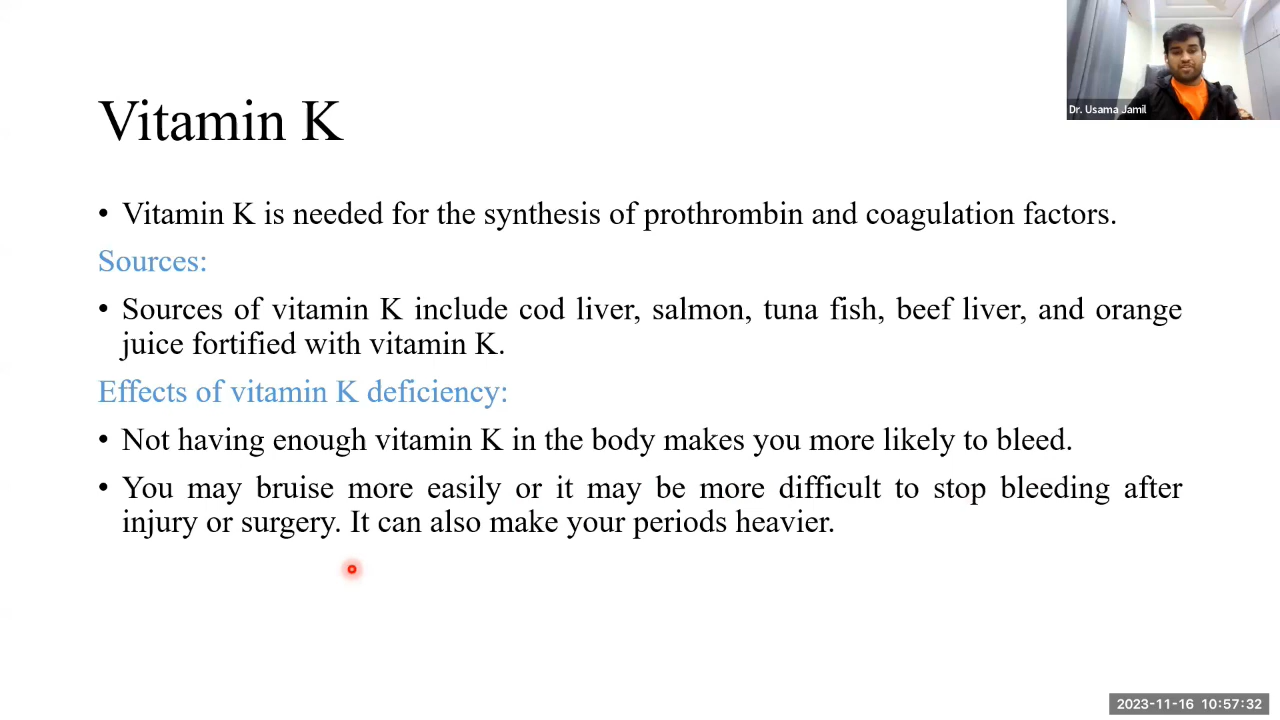 Dr. Usama Jamil
Vitamin K
• Vitamin K is needed for the synthesis of prothrombin and coagulation factors.
Sources:
• Sources of vitamin K include cod liver, salmon, tuna fish, beef liver, and orange
juice fortified with vitamin K.
Effects of vitamin K deficiency:
• Not having enough vitamin K in the body makes you more likely to bleed.
• You may bruise more easily or it may be more difficult to stop bleeding after
injury or surgery. It can also make your periods heavier.
2023-11-16 10:57:32